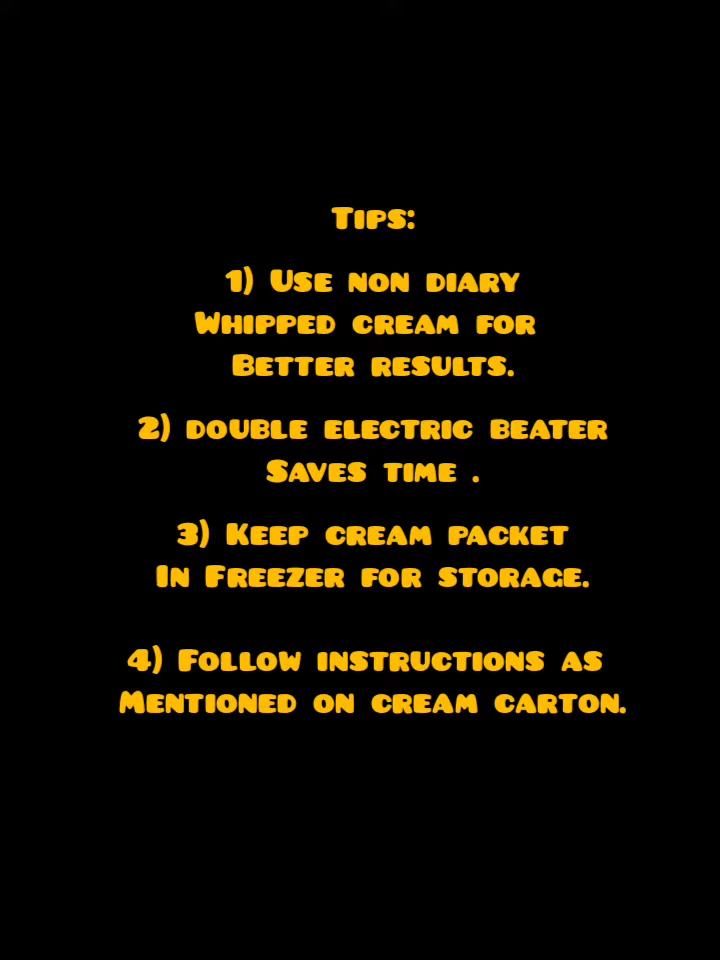 Tips:
1) Use non diary
Whipped cream for
Better results.
2) double electric beater
Saves time .
3) Keep cream packet
In Freezer for storage.
4) Follow instructions as
Mentioned on cream carton.